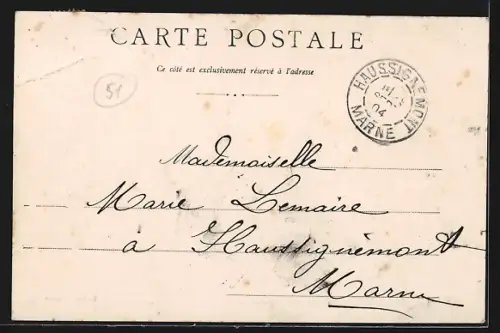 CARTE POSTALE
Ce côté est exclusivement réservé à l'adresse
51
HAUSSIGNEMONT
04
MARNE
Mademoiselle
Marie Lemaire
à Haussignémont
Marne